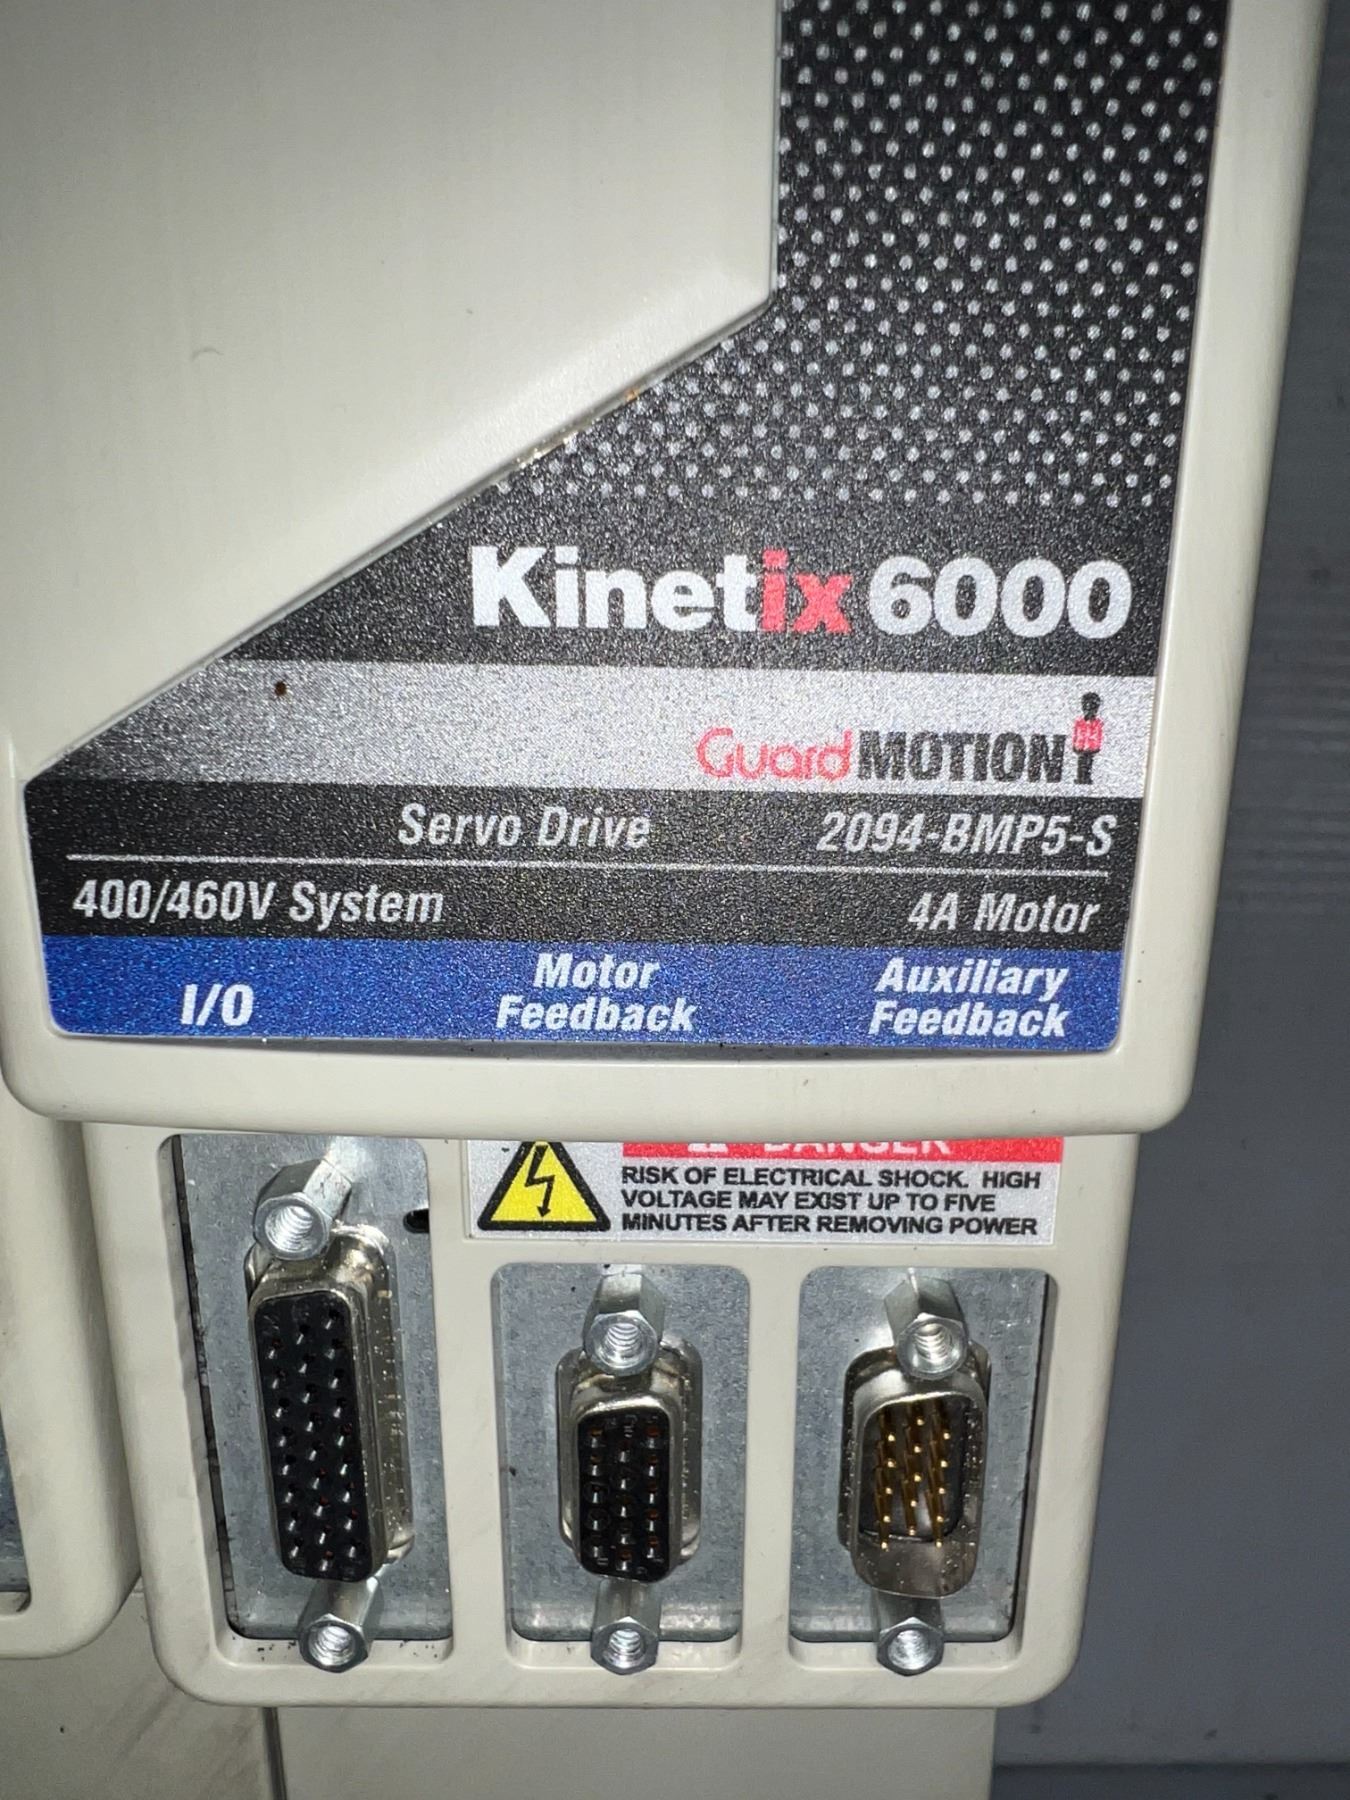 Kinetix 6000
GuardMOTION
Servo Drive 2094-BMP5-S
400/460V System 4A Motor
I/O Motor Feedback Auxiliary Feedback
DANGER
RISK OF ELECTRICAL SHOCK. HIGH
VOLTAGE MAY EXIST UP TO FIVE
MINUTES AFTER REMOVING POWER